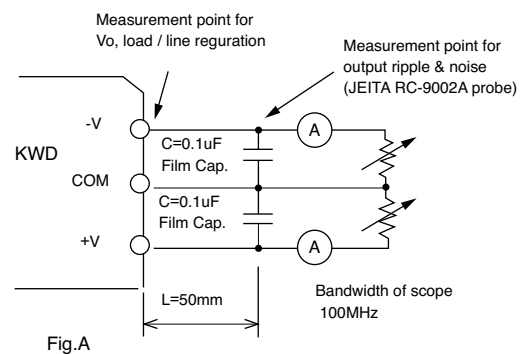 Measurement point for
Vo, load / line reguration
Measurement point for
output ripple & noise
(JEITA RC-9002A probe)
-V
A
C=0.1uF
Film Cap.
KWD
COM
C=0.1uF
Film Cap.
+V
A
L=50mm
Bandwidth of scope
100MHz
Fig.A